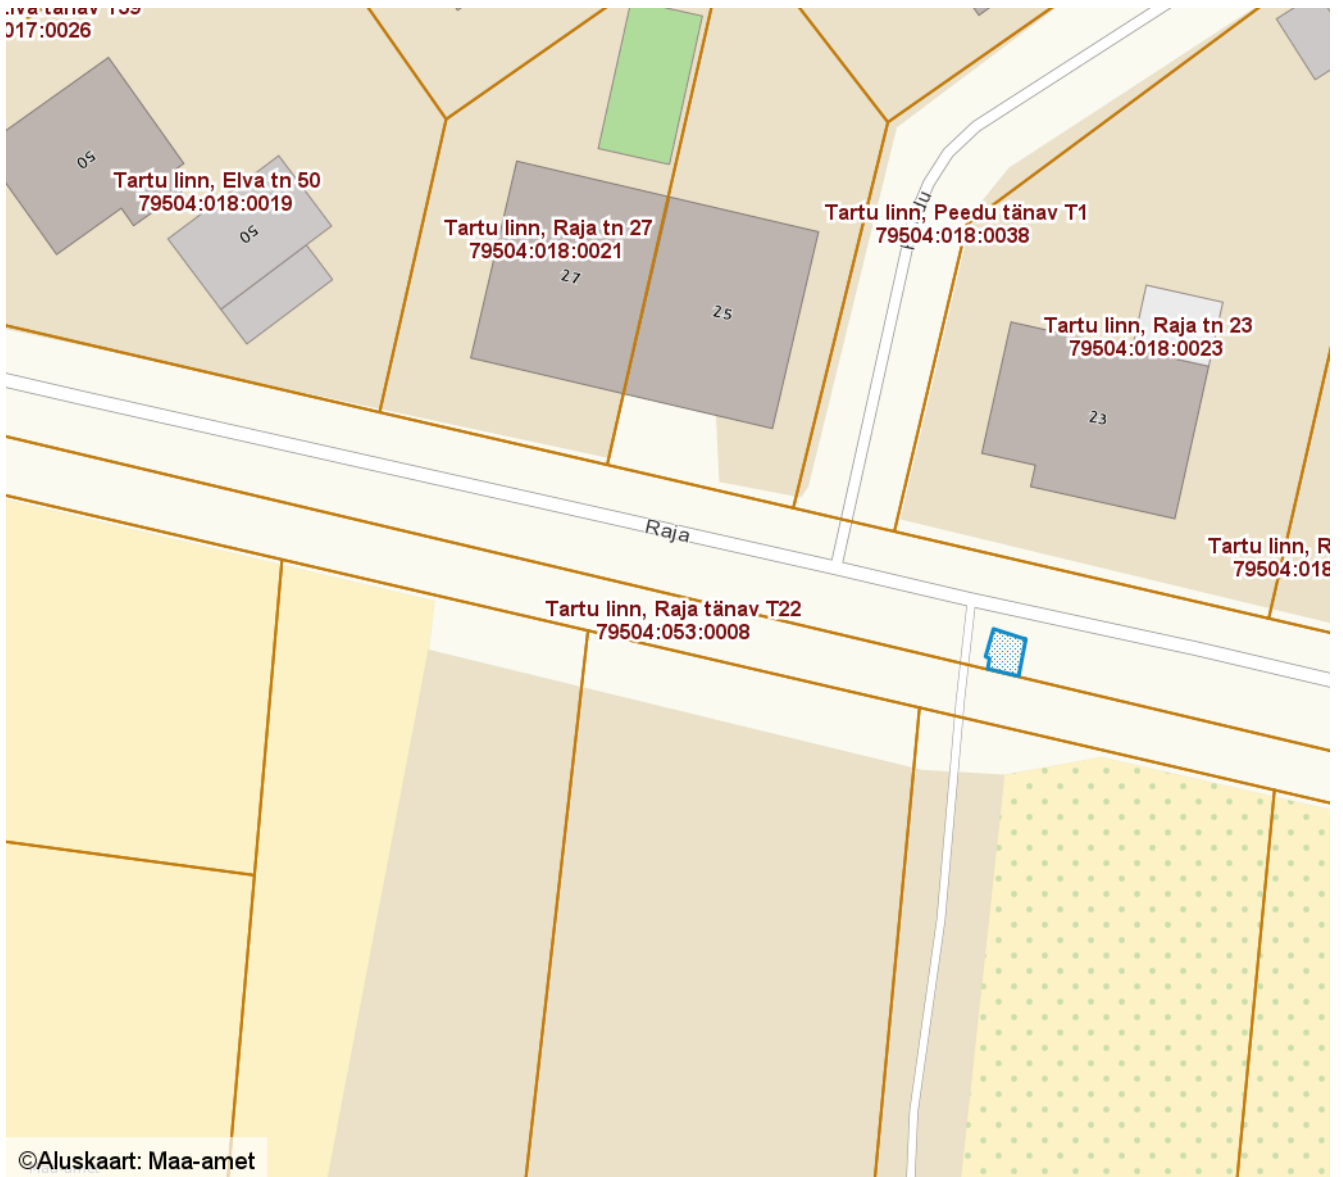 017:0026
50
Tartu linn, Elva tn 50
79504:018:0019
50
Tartu linn, Raja tn 27
79504:018:0021
27
25
Tartu linn, Peedu tänav T1
79504:018:0038
Tartu linn, Raja tn 23
79504:018:0023
23
Raja
Tartu linn, R
79504:018
Tartu linn, Raja tänav T22
79504:053:0008
©Aluskaart: Maa-amet